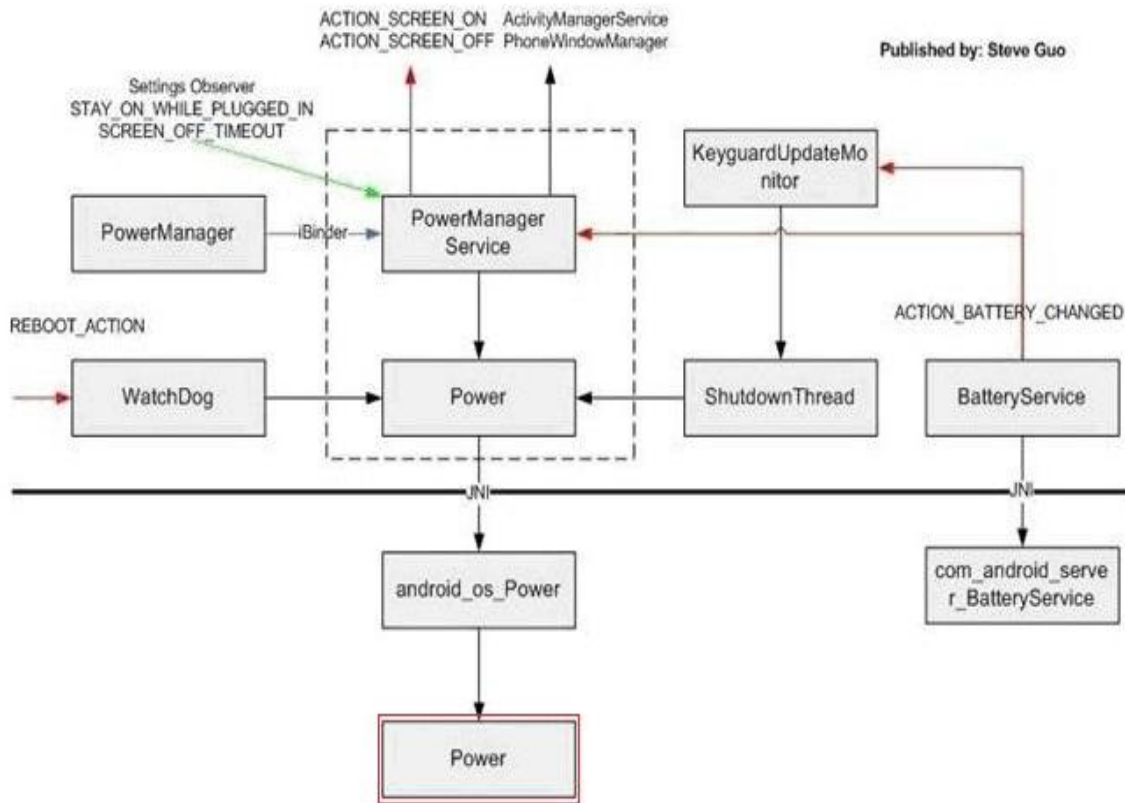 ACTION_SCREEN_ON ActivityManagerService
ACTION_SCREEN_OFF PhoneWindowManager
Published by: Steve Guo
Settings Observer
STAY_ON_WHILE_PLUGGED_IN
SCREEN_OFF_TIMEOUT
KeyguardUpdateMo
nitor
PowerManager
iBinder
PowerManager
Service
REBOOT_ACTION
ACTION_BATTERY_CHANGED
WatchDog
Power
ShutdownThread
BatteryService
JNI
JNI
android_os_Power
com_android_serve
r_BatteryService
Power